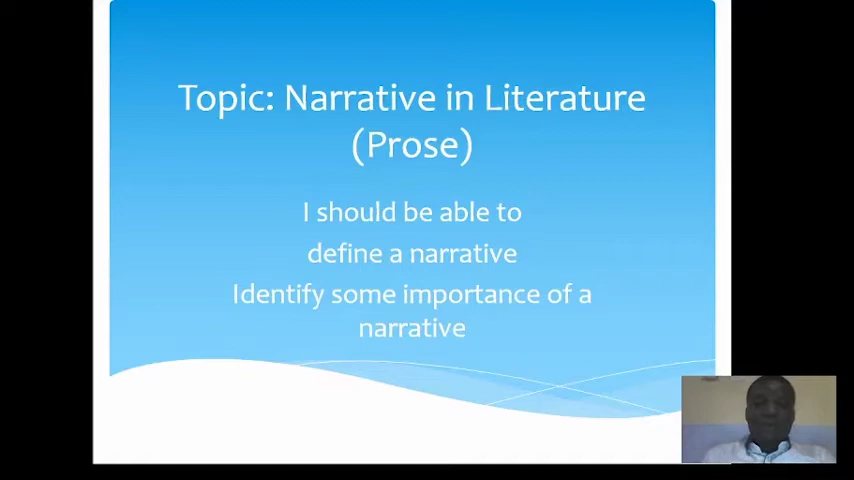 Topic: Narrative in Literature
(Prose)
I should be able to
define a narrative
Identify some importance of a
narrative